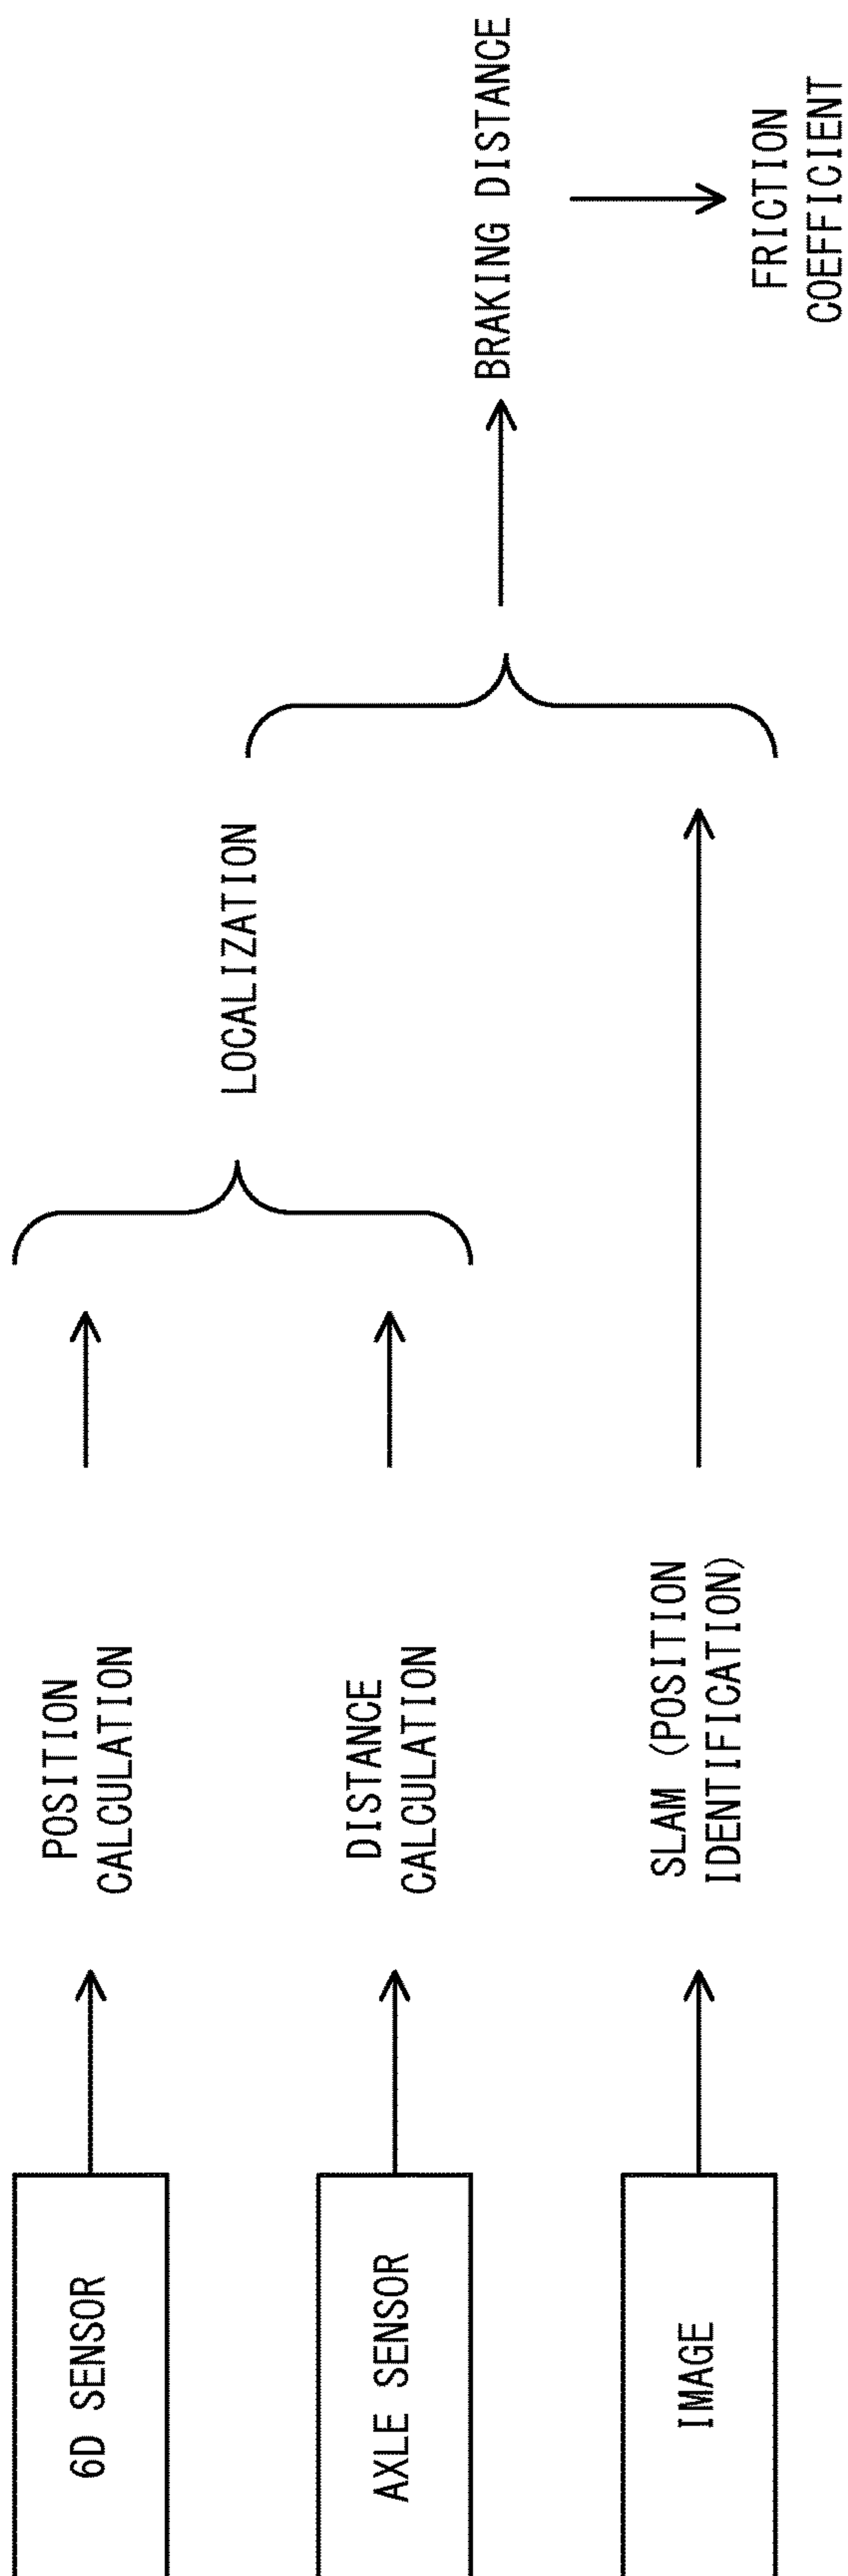 6D SENSOR
POSITION
CALCULATION
AXLE SENSOR
DISTANCE
CALCULATION
LOCALIZATION
IMAGE
SLAM (POSITION
IDENTIFICATION)
BRAKING DISTANCE
FRICTION
COEFFICIENT